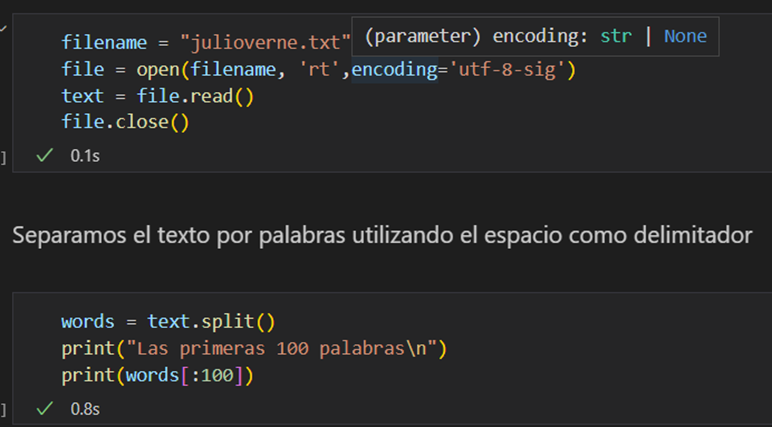 filename = "julioverne.txt"
(parameter) encoding: str | None
file = open(filename, 'rt',encoding='utf-8-sig')
text = file.read()
file.close()
] ✓ 0.1s
Separamos el texto por palabras utilizando el espacio como delimitador
words = text.split()
print("Las primeras 100 palabras\n")
print(words[:100])
] ✓ 0.8s